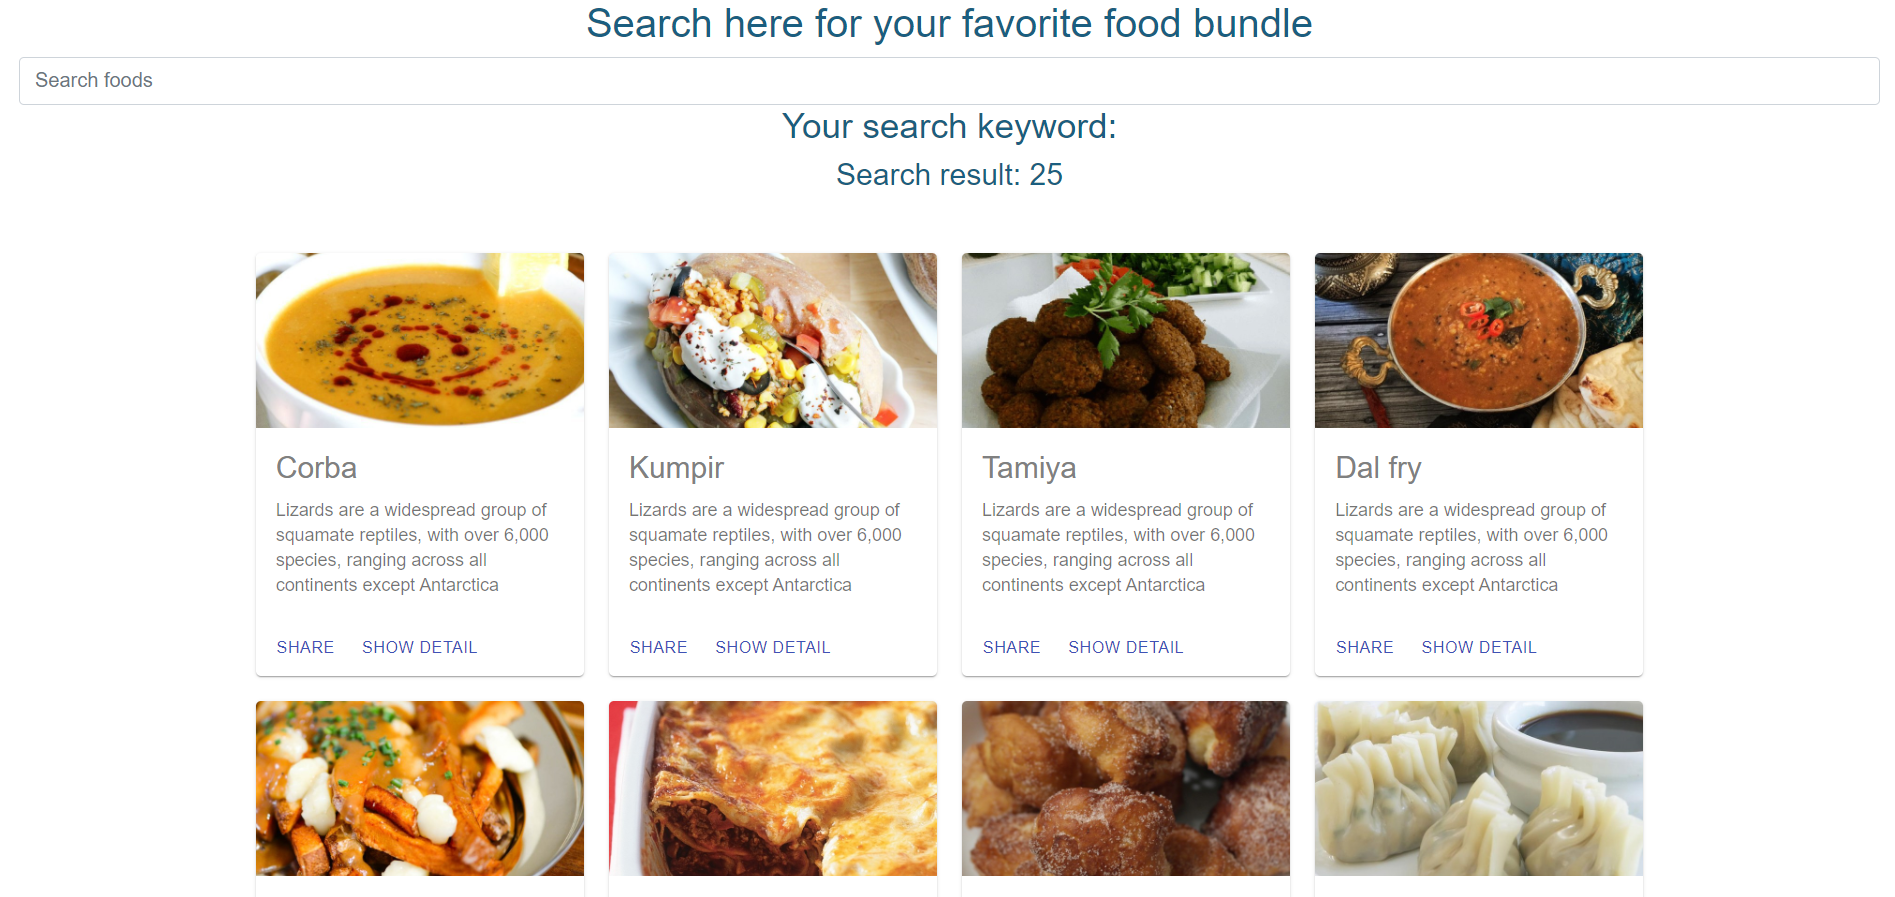 Search here for your favorite food bundle
Search foods
Your search keyword:
Search result: 25
Corba
Lizards are a widespread group of
squamate reptiles, with over 6,000
species, ranging across all
continents except Antarctica
SHARE SHOW DETAIL
Kumpir
Lizards are a widespread group of
squamate reptiles, with over 6,000
species, ranging across all
continents except Antarctica
SHARE SHOW DETAIL
Tamiya
Lizards are a widespread group of
squamate reptiles, with over 6,000
species, ranging across all
continents except Antarctica
SHARE SHOW DETAIL
Dal fry
Lizards are a widespread group of
squamate reptiles, with over 6,000
species, ranging across all
continents except Antarctica
SHARE SHOW DETAIL